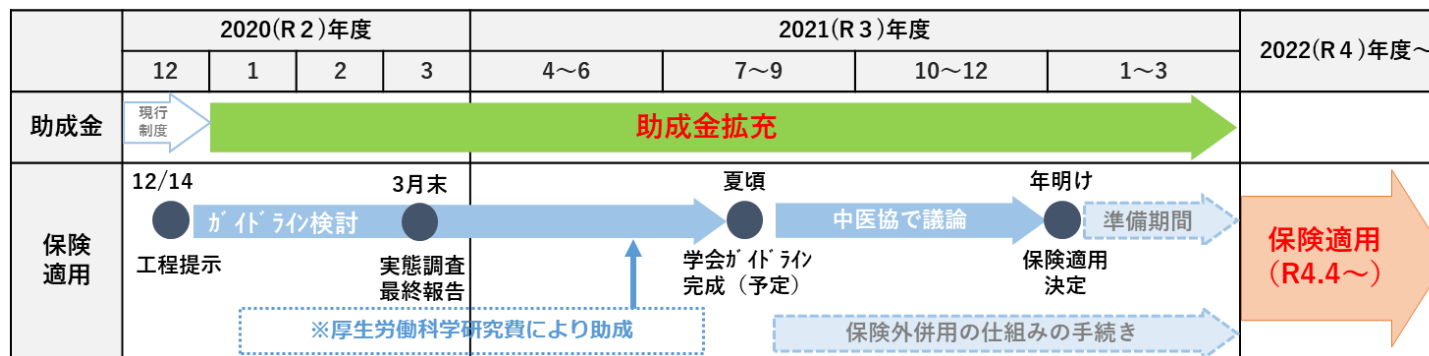 2020(R2)年度
2021(R3)年度
2022(R4)年度~
12
1
2
3
4~6
7~9
10~12
1~3
助成金
現行
制度
助成金拡充
保険
適用
12/14
3月末
夏頃
年明け
ｶﾞｲﾄﾞﾗｲﾝ検討
中医協で議論
準備期間
工程提示
実態調査
最終報告
学会ｶﾞｲﾄﾞﾗｲﾝ
完成（予定）
保険適用
決定
保険適用
（R4.4～）
※厚生労働科学研究費により助成
保険外併用の仕組みの手続き